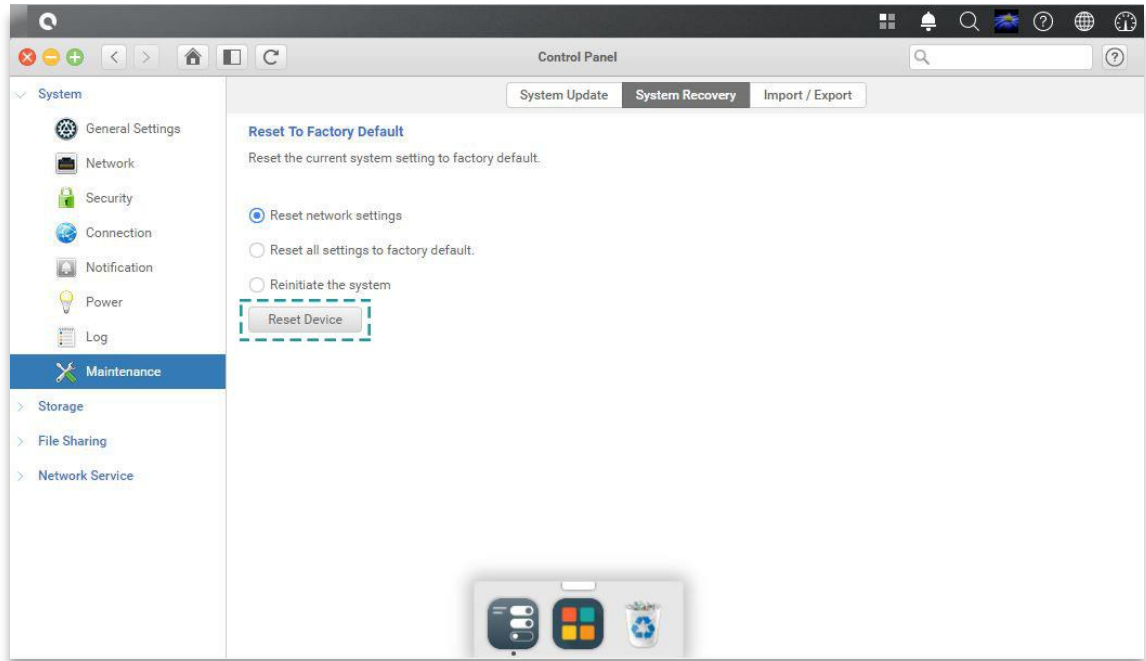 Control Panel
System
General Settings
Network
Security
Connection
Notification
Power
Log
Maintenance
Storage
File Sharing
Network Service
System Update
System Recovery
Import / Export
Reset To Factory Default
Reset the current system setting to factory default.
Reset network settings
Reset all settings to factory default.
Reinitiate the system
Reset Device